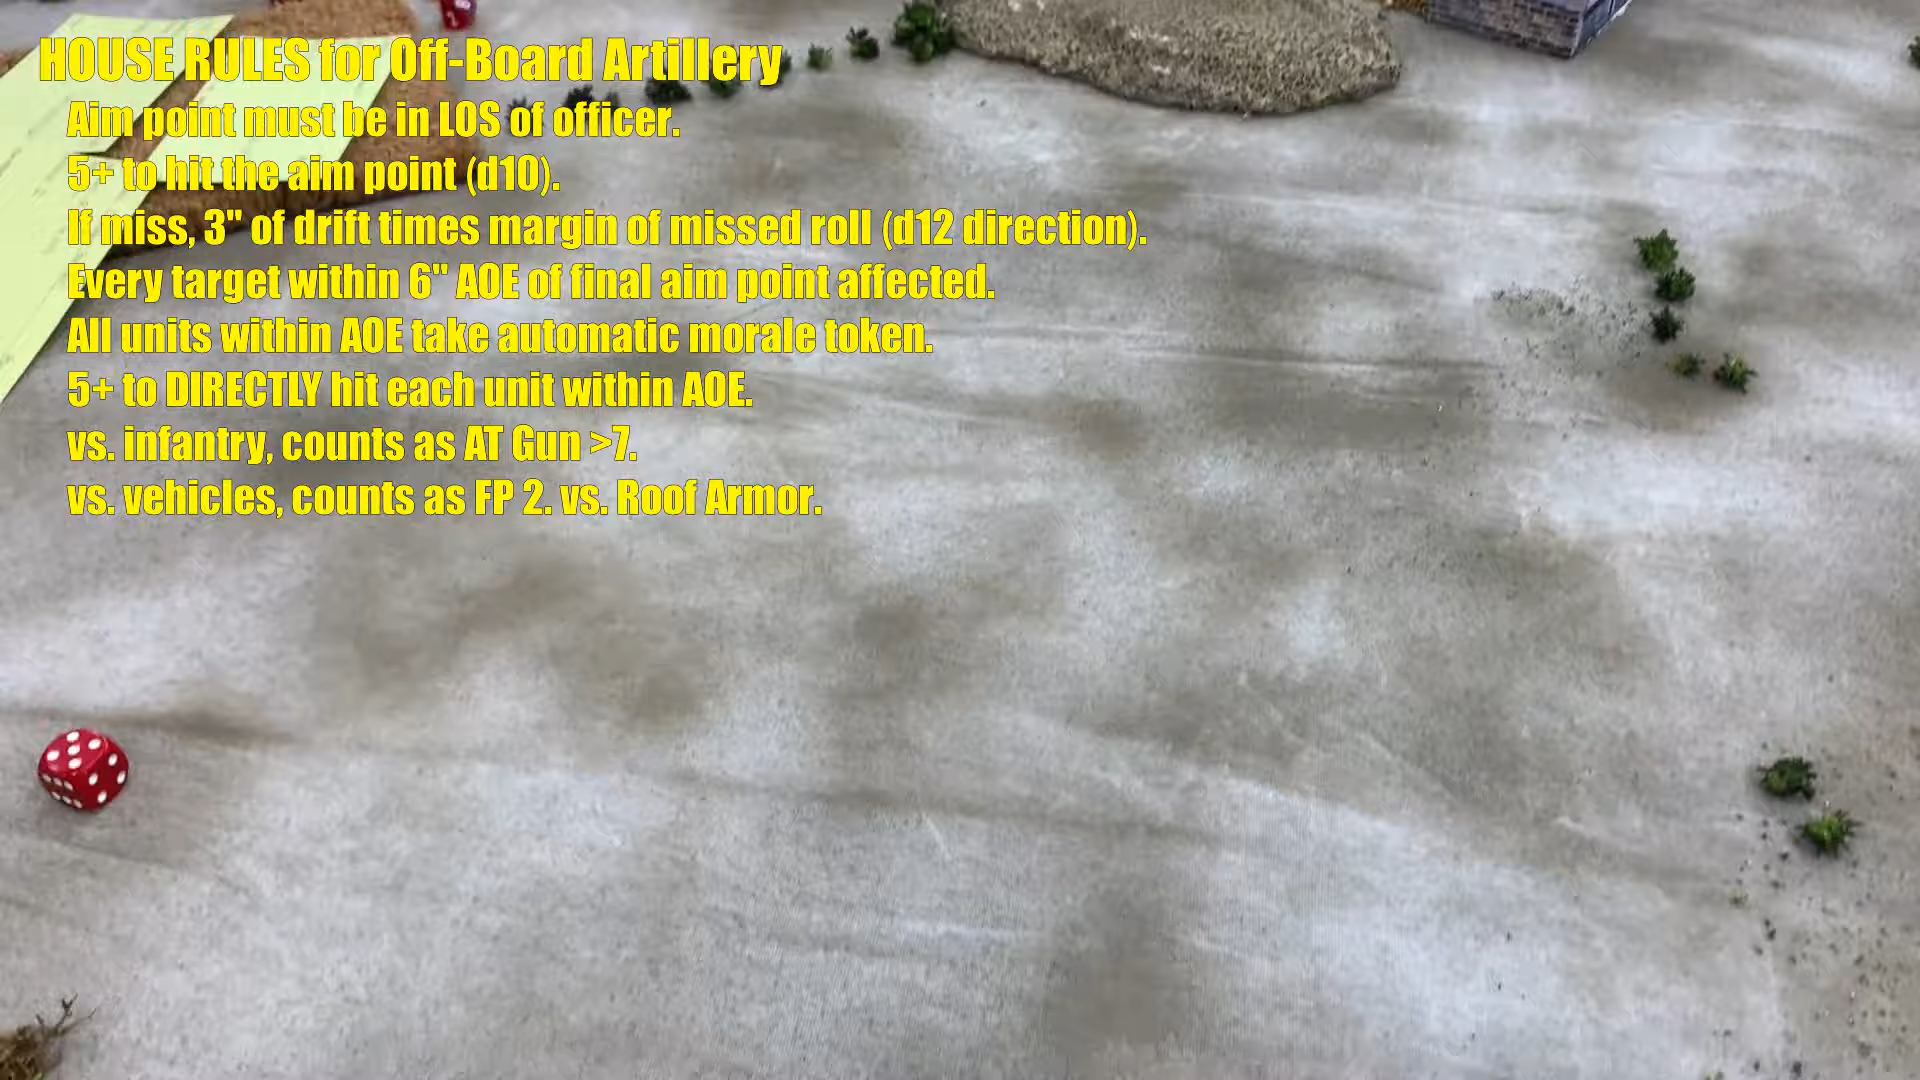 HOUSE RULES for Off-Board Artillery
Aim point must be in LOS of officer.
5+ to hit the aim point (d10).
If miss, 3" of drift times margin of missed roll (d12 direction).
Every target within 6" AOE of final aim point affected.
All units within AOE take automatic morale token.
5+ to DIRECTLY hit each unit within AOE.
vs. infantry, counts as AT Gun >7.
vs. vehicles, counts as FP 2. vs. Roof Armor.